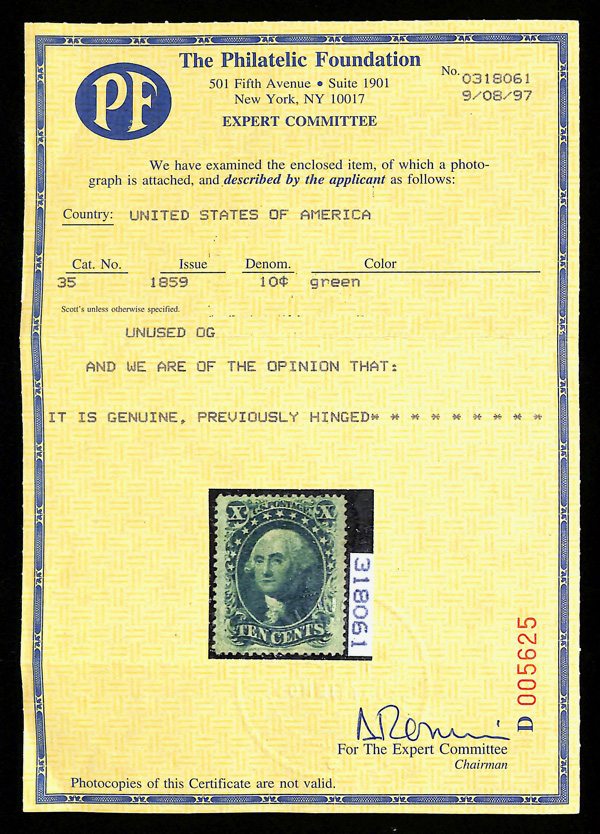 PF
The Philatelic Foundation
501 Fifth Avenue • Suite 1901
New York, NY 10017
EXPERT COMMITTEE
No. 0318061
9/08/97
We have examined the enclosed item, of which a photo-
graph is attached, and described by the applicant as follows:
Country: UNITED STATES OF AMERICA
Cat. No. Issue Denom. Color
35 1859 10¢ green
Scott's unless otherwise specified.
UNUSED OG
AND WE ARE OF THE OPINION THAT:
IT IS GENUINE, PREVIOUSLY HINGED* * * * * * * * * *
X U.S. POSTAGE X
TEN CENTS
318061
D 005625
For The Expert Committee
Chairman
Photocopies of this Certificate are not valid.